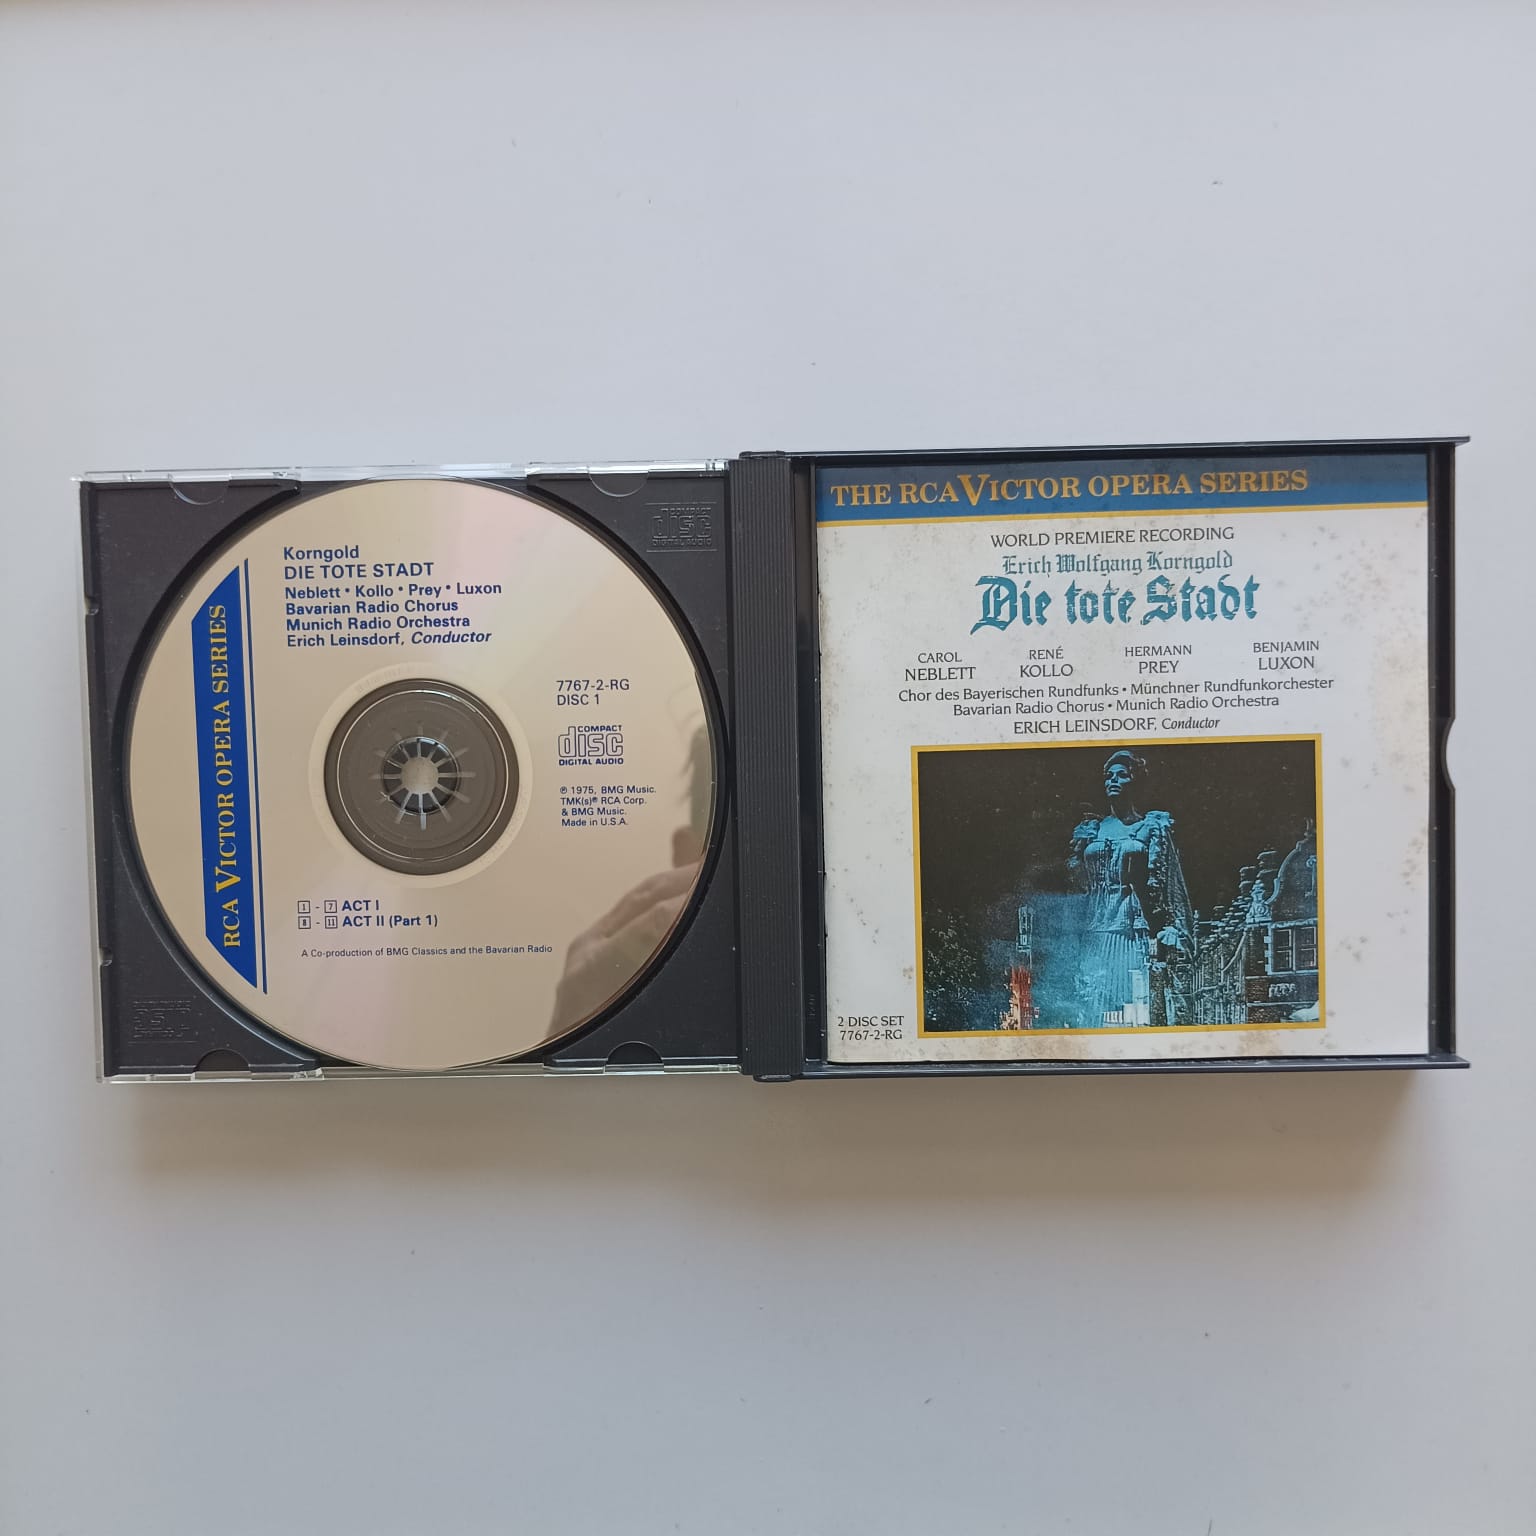 Korngold
DIE TOTE STADT
Neblett • Kollo • Prey • Luxon
Bavarian Radio Chorus
Munich Radio Orchestra
Erich Leinsdorf, Conductor
RCA VICTOR OPERA SERIES
7767-2-RG
DISC 1
COMPACT
disc
DIGITAL AUDIO
℗ 1975, BMG Music.
TMK(s)® RCA Corp.
& BMG Music.
Made in U.S.A.
1 - 7 ACT I
8 - 11 ACT II (Part 1)
A Co-production of BMG Classics and the Bavarian Radio
COMPACT
disc
DIGITAL AUDIO
THE RCA VICTOR OPERA SERIES
WORLD PREMIERE RECORDING
Erich Wolfgang Korngold
Die tote Stadt
CAROL NEBLETT
RENÉ KOLLO
HERMANN PREY
BENJAMIN LUXON
Chor des Bayerischen Rundfunks • Münchner Rundfunkorchester
Bavarian Radio Chorus • Munich Radio Orchestra
ERICH LEINSDORF, Conductor
2 DISC SET
7767-2-RG